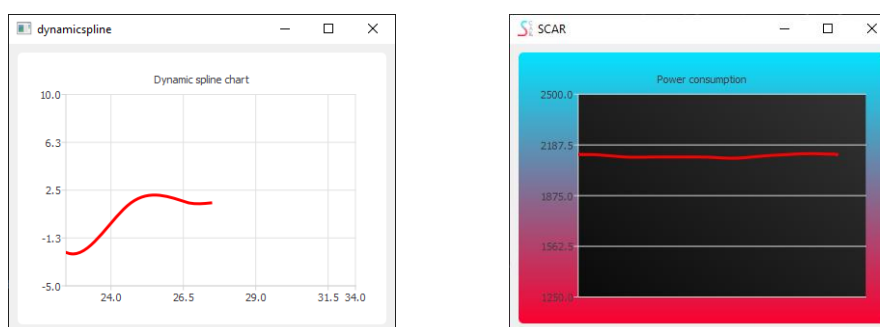 dynamicspline
Dynamic spline chart
10.0
6.3
2.5
-1.3
-5.0
24.0 26.5 29.0 31.5 34.0
SCAR
Power consumption
2500.0
2187.5
1875.0
1562.5
1250.0